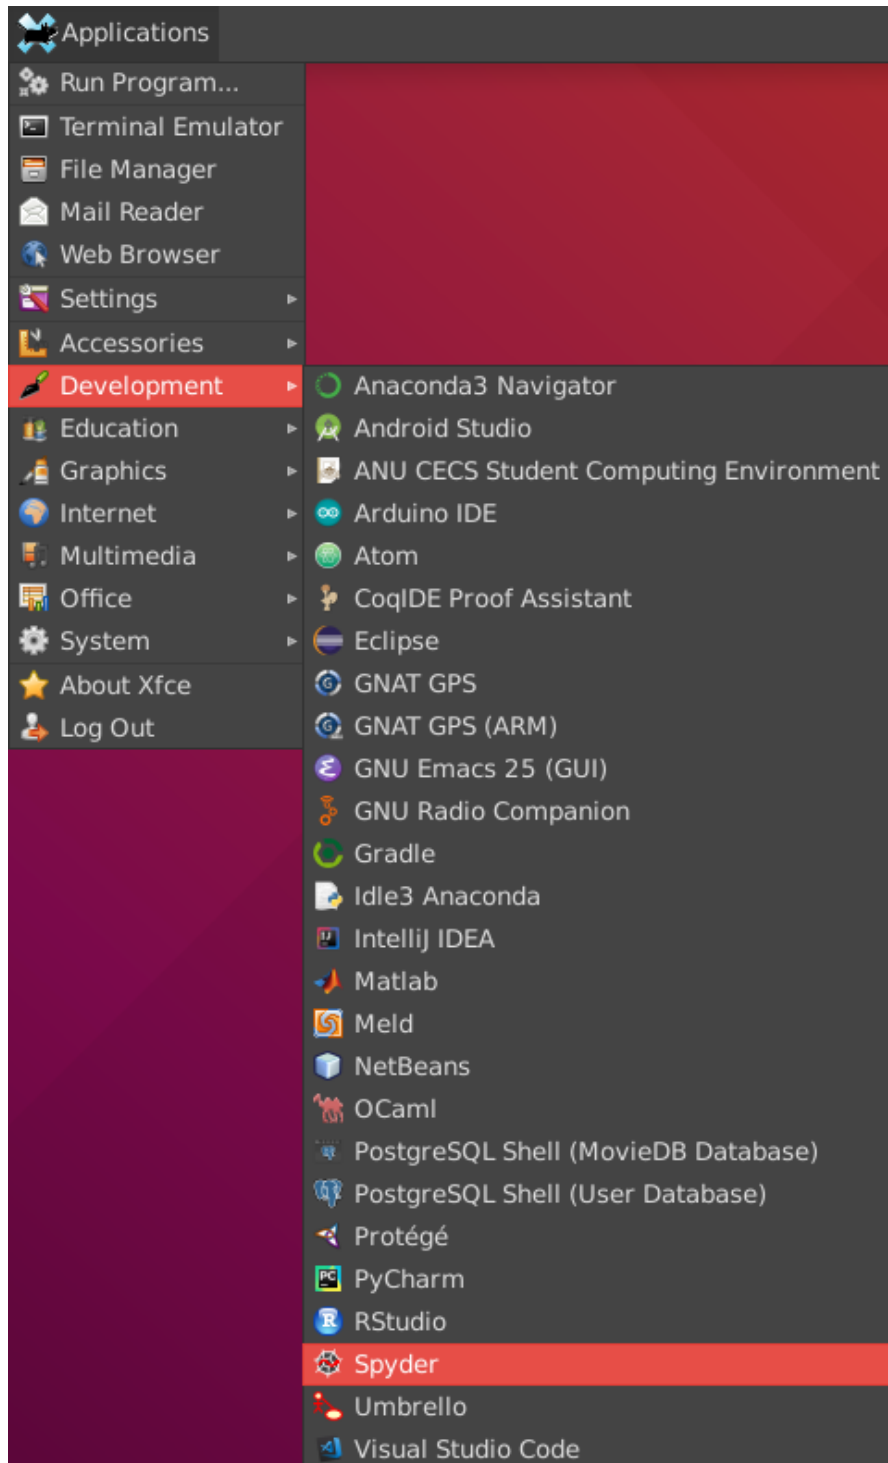 Applications
Run Program...
Terminal Emulator
File Manager
Mail Reader
Web Browser
Settings
Accessories
Development
Education
Graphics
Internet
Multimedia
Office
System
About Xfce
Log Out
Anaconda3 Navigator
Android Studio
ANU CECS Student Computing Environment
Arduino IDE
Atom
CoqIDE Proof Assistant
Eclipse
GNAT GPS
GNAT GPS (ARM)
GNU Emacs 25 (GUI)
GNU Radio Companion
Gradle
Idle3 Anaconda
IntelliJ IDEA
Matlab
Meld
NetBeans
OCaml
PostgreSQL Shell (MovieDB Database)
PostgreSQL Shell (User Database)
Protégé
PyCharm
RStudio
Spyder
Umbrello
Visual Studio Code